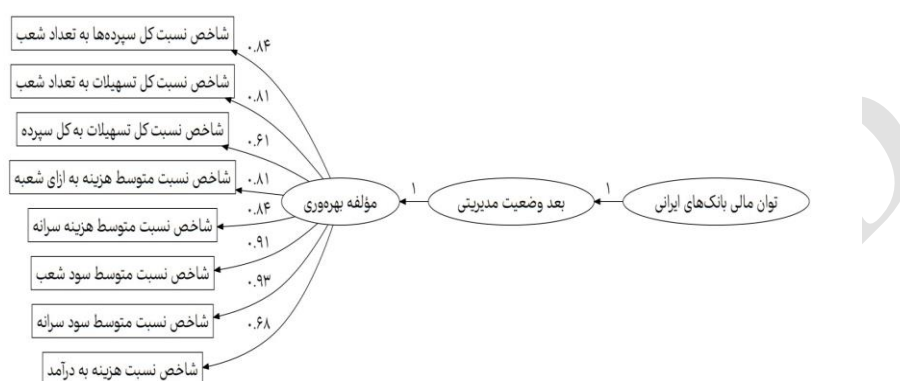 شاخص نسبت کل سپرده‌ها به تعداد شعب
۰.۸۴
شاخص نسبت کل تسهیلات به تعداد شعب
۰.۸۱
شاخص نسبت کل تسهیلات به کل سپرده
۰.۶۱
شاخص نسبت متوسط هزینه به ازای شعبه
۰.۸۱
شاخص نسبت متوسط هزینه سرانه
۰.۸۴
شاخص نسبت متوسط سود شعب
۰.۹۱
شاخص نسبت متوسط سود سرانه
۰.۹۳
شاخص نسبت هزینه به درآمد
۰.۶۸
مؤلفه بهره‌وری
۱
بعد وضعیت مدیریتی
۱
توان مالی بانک‌های ایرانی